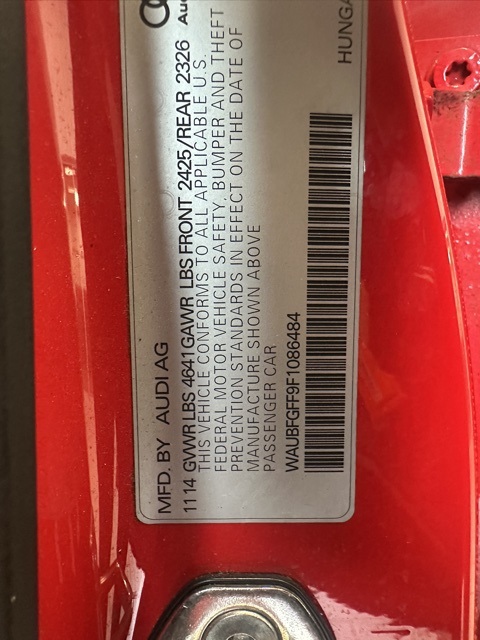 Au
HUNGA
MFD. BY AUDI AG
1114 GVWR LBS 4641 GAWR LBS FRONT 2425/REAR 2326
THIS VEHICLE CONFORMS TO ALL APPLICABLE U.S.
FEDERAL MOTOR VEHICLE SAFETY, BUMPER AND THEFT
PREVENTION STANDARDS IN EFFECT ON THE DATE OF
MANUFACTURE SHOWN ABOVE
PASSENGER CAR
WAUBFGFF9F1086484